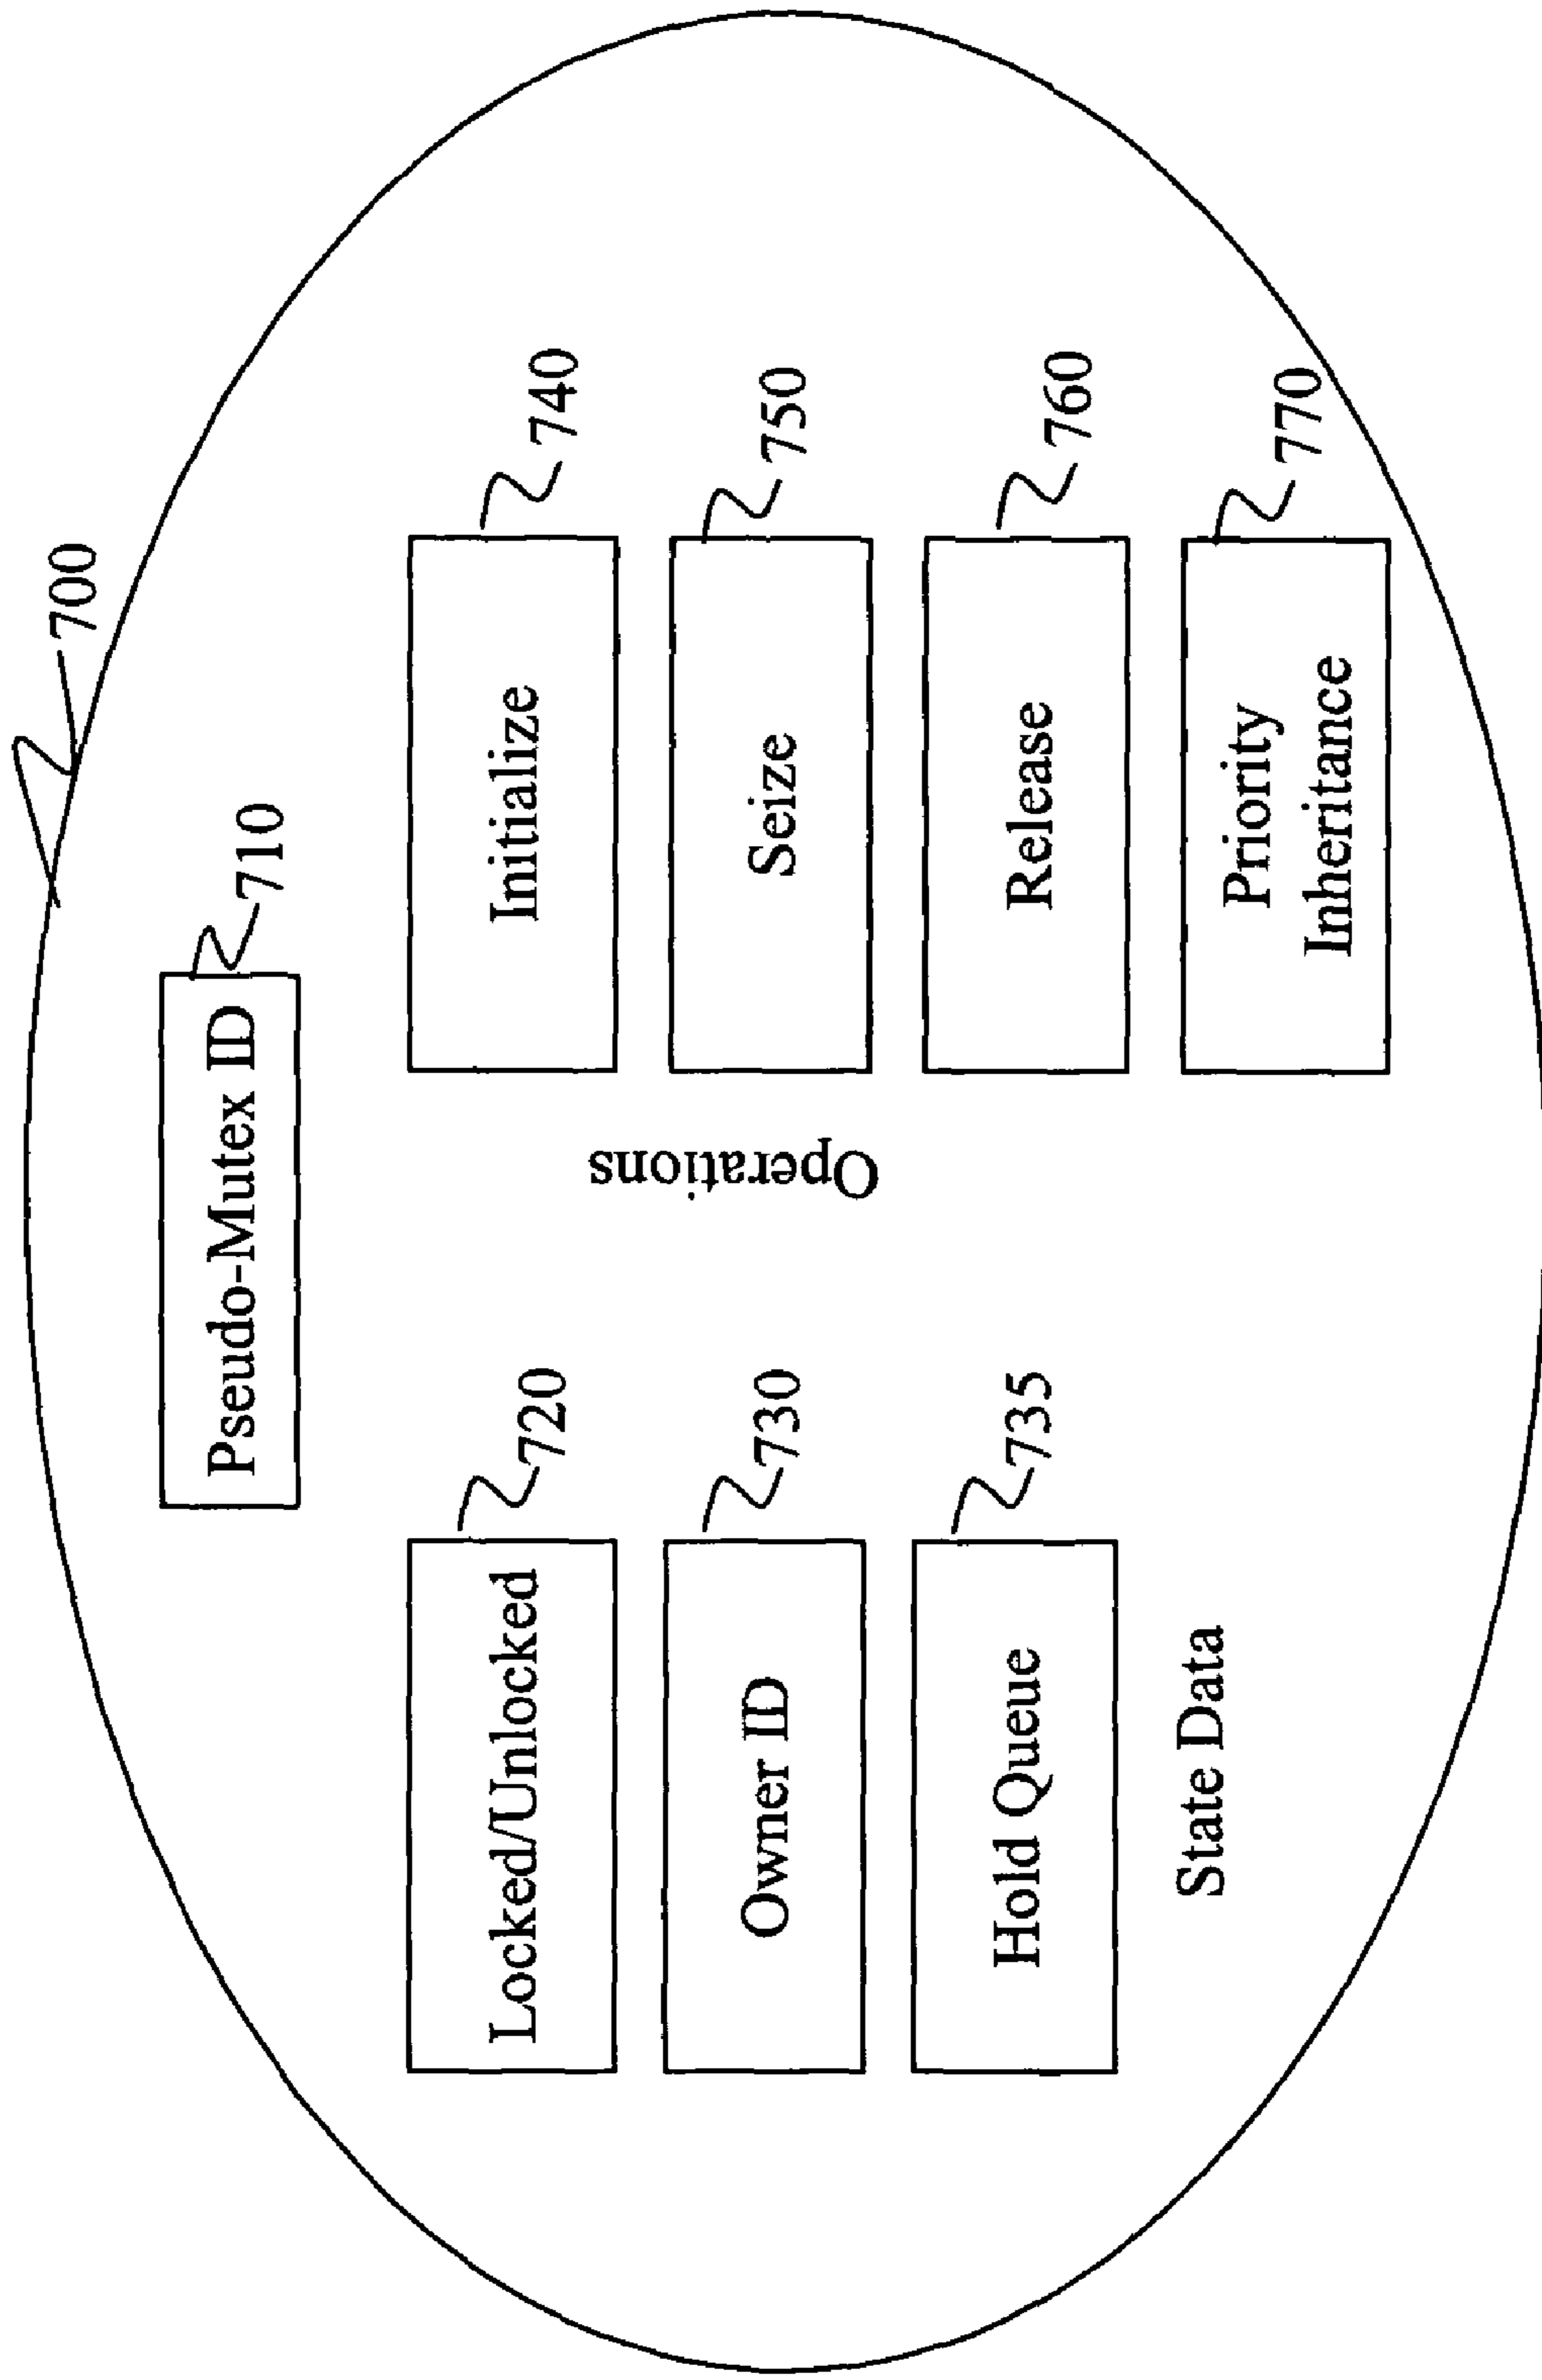 700
Pseudo-Mutex ID
710
Locked/Unlocked
720
Owner ID
730
Hold Queue
735
State Data
Operations
Initialize
740
Seize
750
Release
760
Priority
Inheritance
770